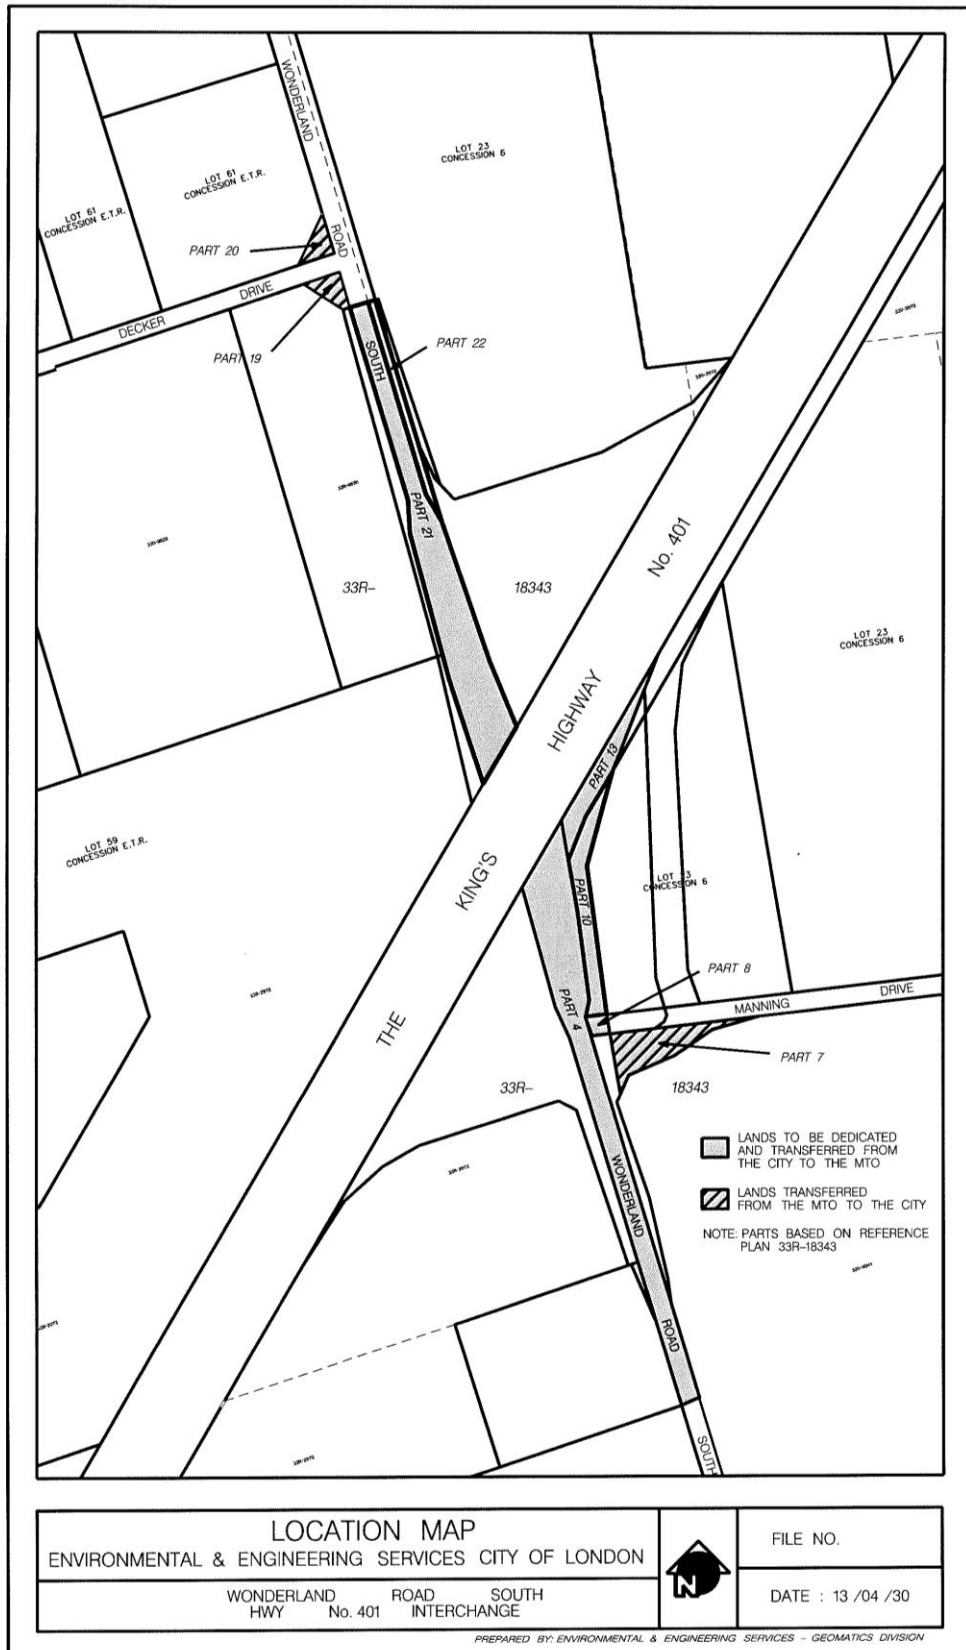 WONDERLAND
ROAD
SOUTH
LOT 23
CONCESSION 6
LOT 61
CONCESSION E.T.R.
LOT 61
CONCESSION E.T.R.
PART 20
DECKER DRIVE
PART 19
PART 22
PART 21
33R-
18343
No. 401
HIGHWAY
KING'S
THE
LOT 23
CONCESSION 6
PART 13
LOT 59
CONCESSION E.T.R.
LOT 23
CONCESSION 6
PART 10
PART 8
PART 4
MANNING DRIVE
PART 7
33R-
18343
LANDS TO BE DEDICATED
AND TRANSFERRED FROM
THE CITY TO THE MTO
LANDS TRANSFERRED
FROM THE MTO TO THE CITY
NOTE: PARTS BASED ON REFERENCE
PLAN 33R-18343
WONDERLAND
ROAD
SOUTH
LOCATION MAP
ENVIRONMENTAL & ENGINEERING SERVICES CITY OF LONDON
WONDERLAND ROAD SOUTH
HWY No. 401 INTERCHANGE
N
FILE NO.
DATE : 13 /04 /30
PREPARED BY: ENVIRONMENTAL & ENGINEERING SERVICES - GEOMATICS DIVISION